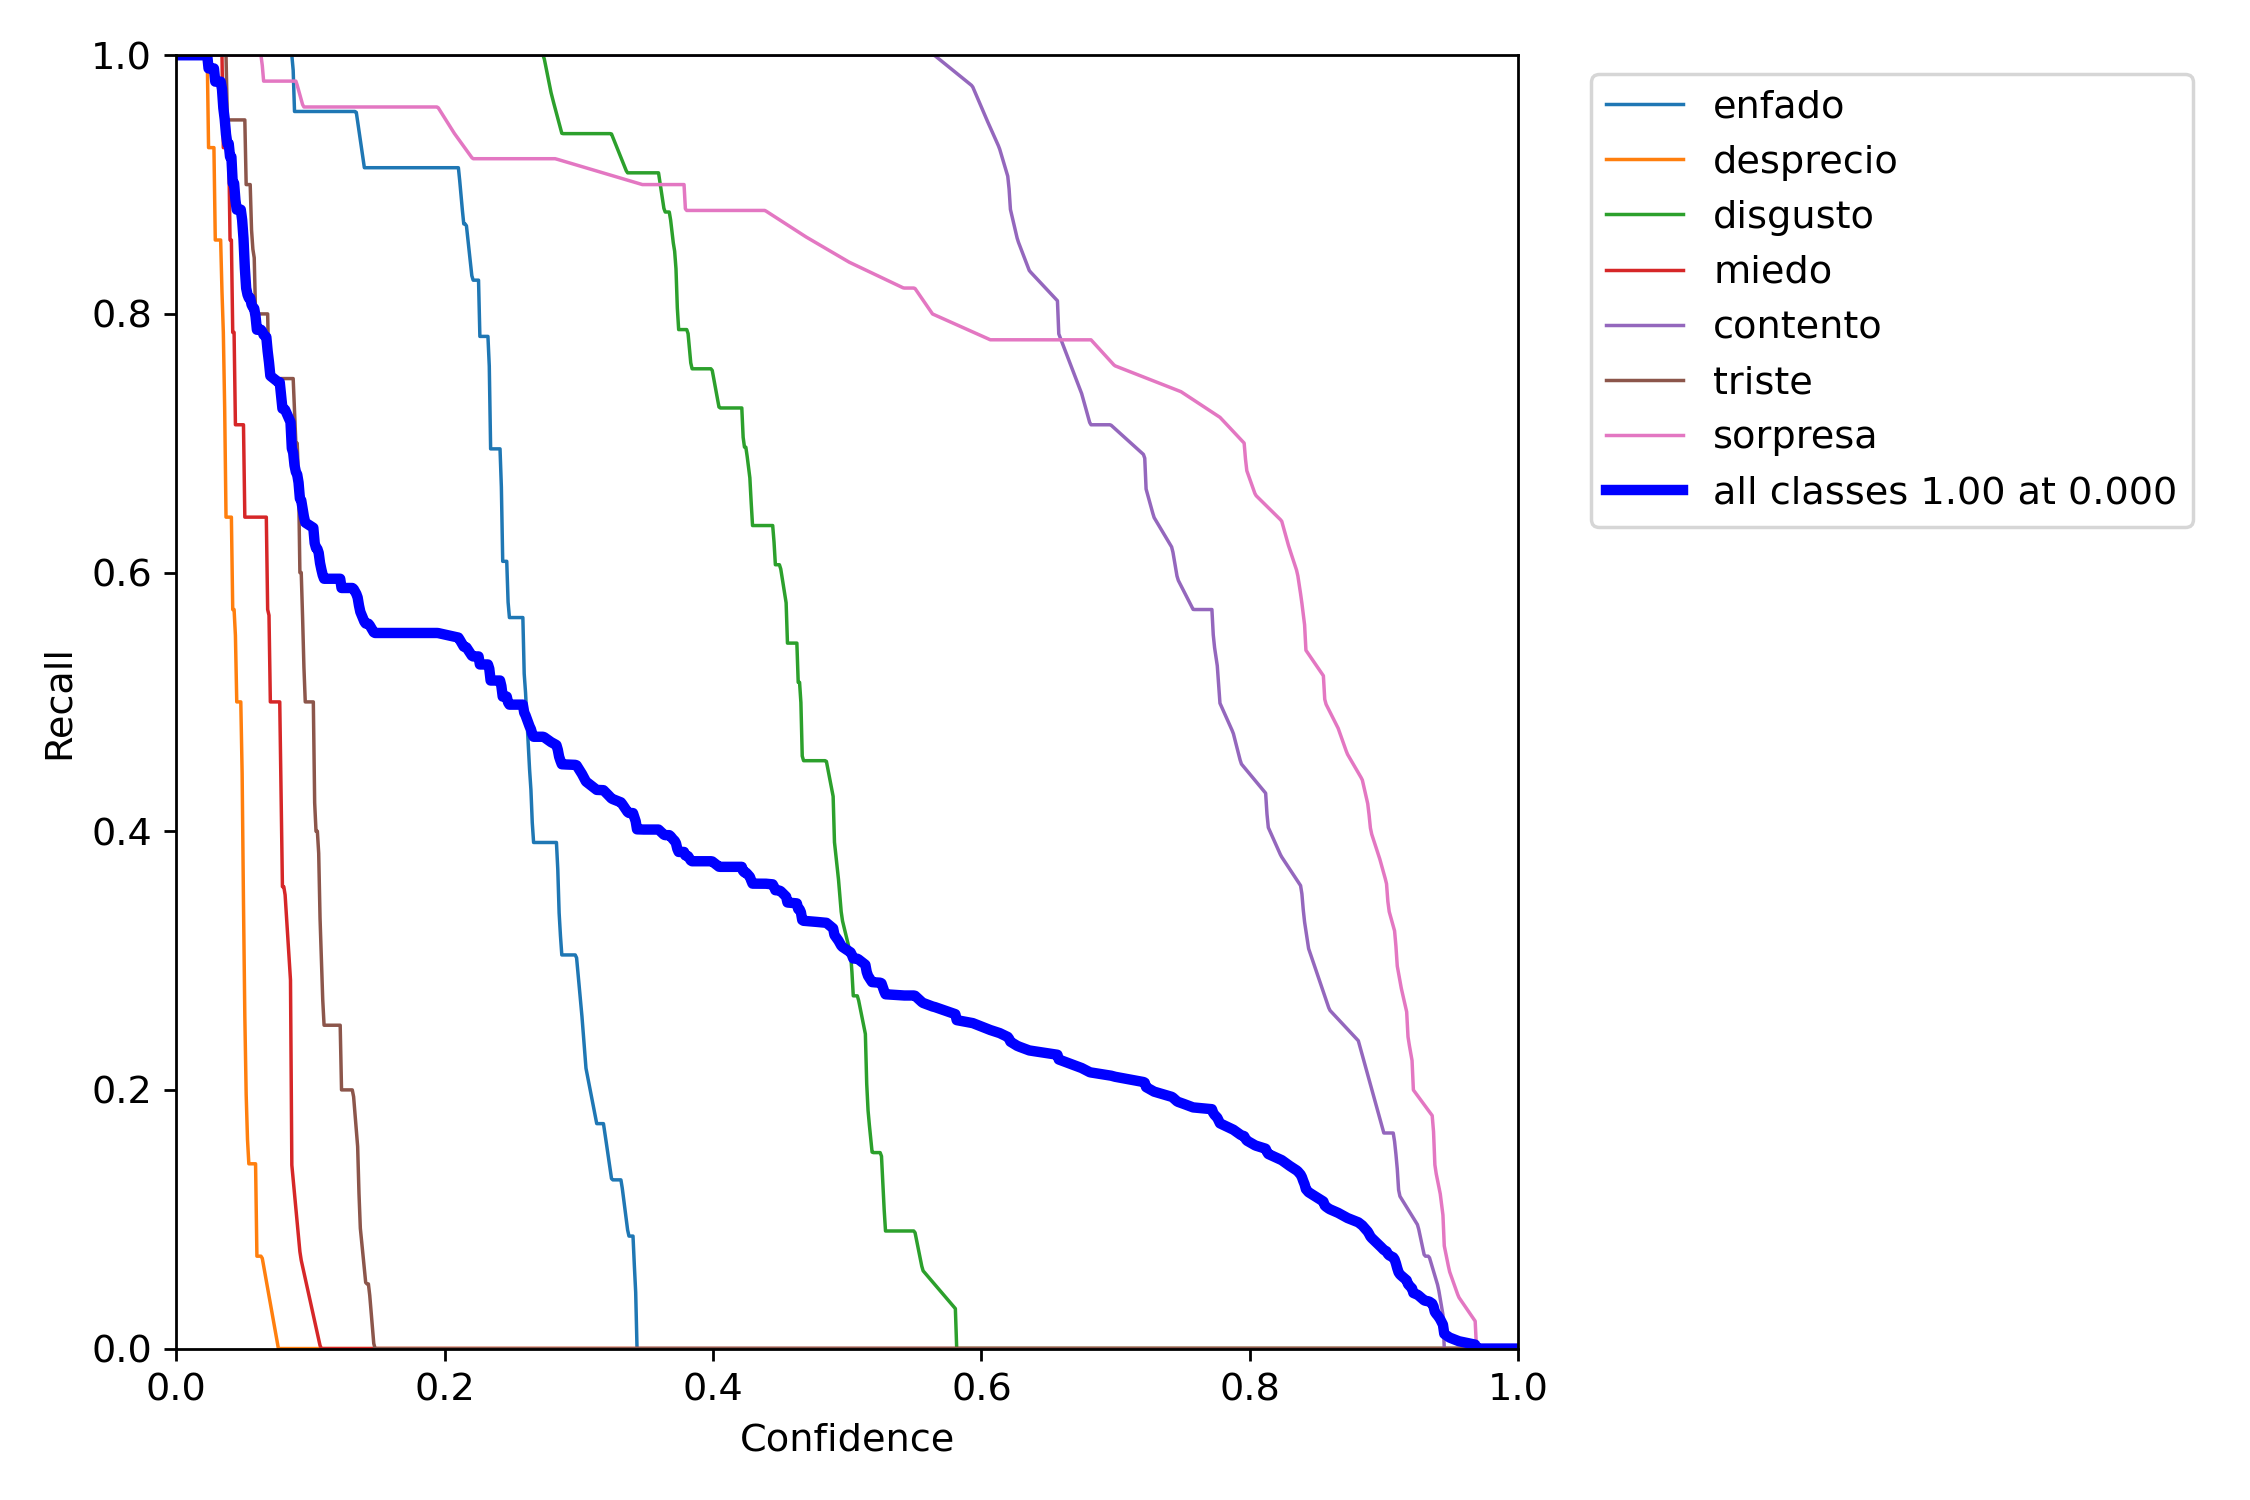 1.0
0.8
0.6
0.4
0.2
0.0
Recall
0.0 0.2 0.4 0.6 0.8 1.0
Confidence
enfado
desprecio
disgusto
miedo
contento
triste
sorpresa
all classes 1.00 at 0.000